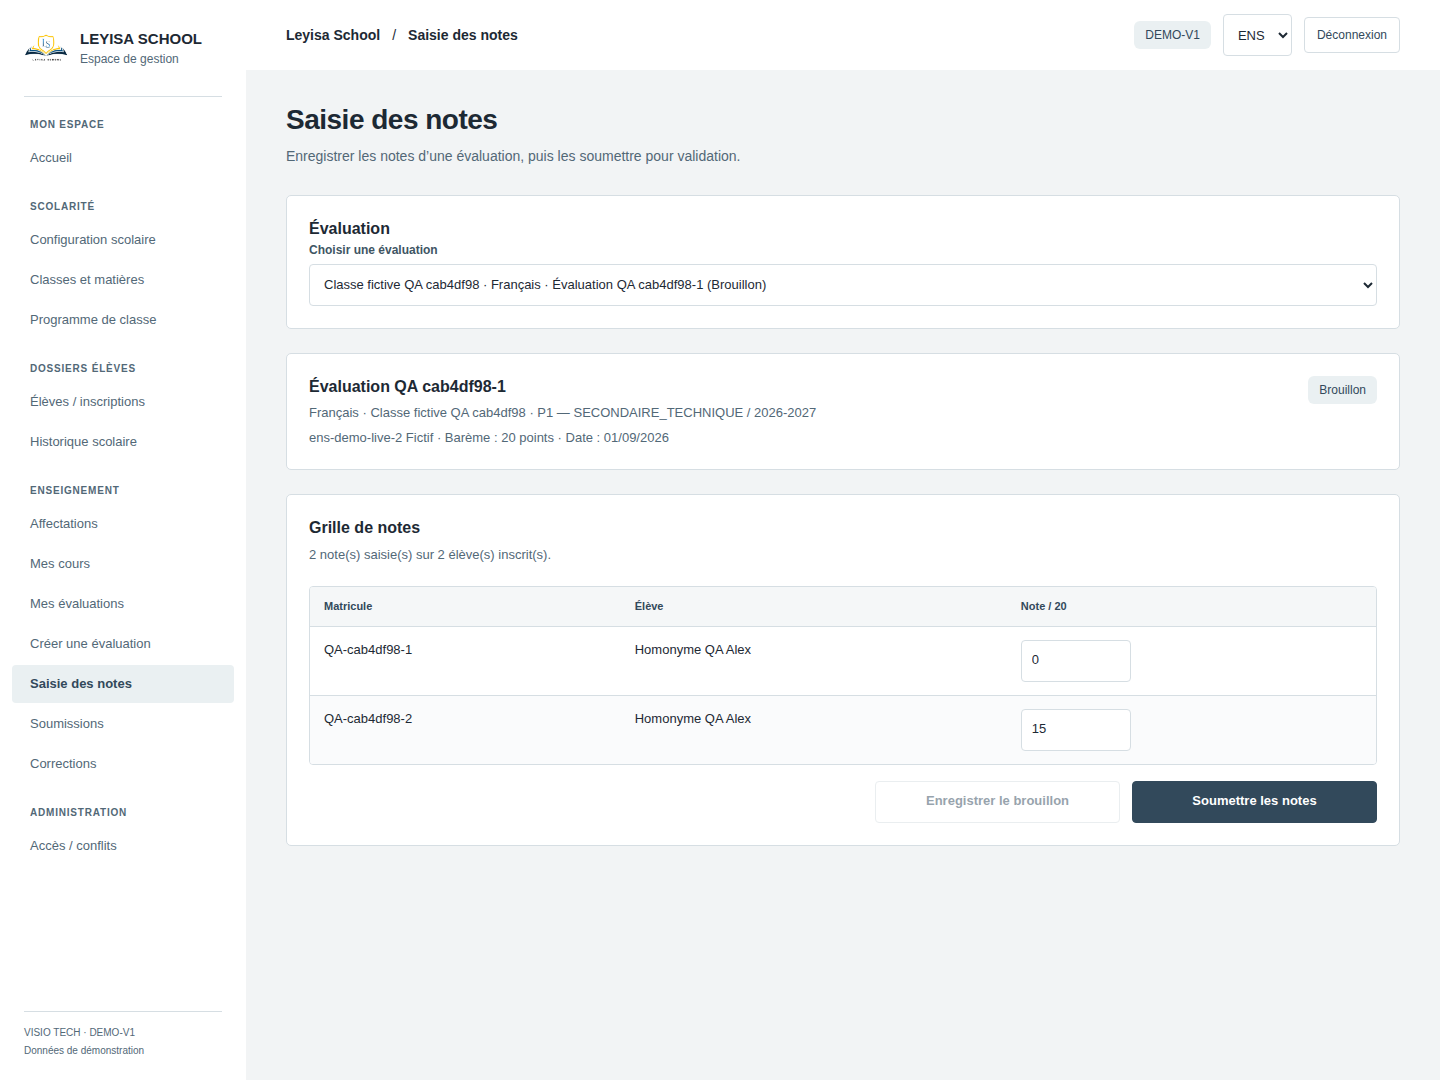 LEYISA SCHOOL
Espace de gestion
MON ESPACE
Accueil
SCOLARITÉ
Configuration scolaire
Classes et matières
Programme de classe
DOSSIERS ÉLÈVES
Élèves / inscriptions
Historique scolaire
ENSEIGNEMENT
Affectations
Mes cours
Mes évaluations
Créer une évaluation
Saisie des notes
Soumissions
Corrections
ADMINISTRATION
Accès / conflits
VISIO TECH · DEMO-V1
Données de démonstration
Leyisa School / Saisie des notes
DEMO-V1
ENS
Déconnexion
Saisie des notes
Enregistrer les notes d’une évaluation, puis les soumettre pour validation.
Évaluation
Choisir une évaluation
Classe fictive QA cab4df98 · Français · Évaluation QA cab4df98-1 (Brouillon)
Évaluation QA cab4df98-1
Brouillon
Français · Classe fictive QA cab4df98 · P1 — SECONDAIRE_TECHNIQUE / 2026-2027
ens-demo-live-2 Fictif · Barème : 20 points · Date : 01/09/2026
Grille de notes
2 note(s) saisie(s) sur 2 élève(s) inscrit(s).
Matricule Élève Note / 20
QA-cab4df98-1 Homonyme QA Alex 0
QA-cab4df98-2 Homonyme QA Alex 15
Enregistrer le brouillon
Soumettre les notes